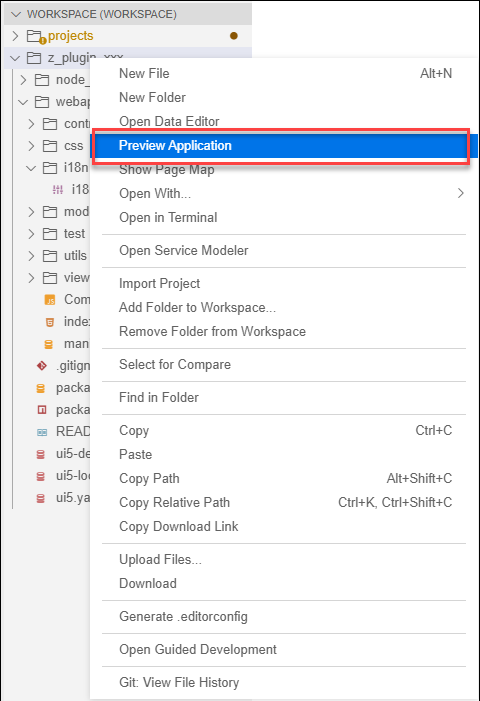 WORKSPACE (WORKSPACE)
projects
z_plugin_xxx
node_
webap
cont
css
i18n
i18
mod
test
utils
view
Com
index
man
.gitign
packa
packa
READ
ui5-de
ui5-loc
ui5.ya
New File Alt+N
New Folder
Open Data Editor
Preview Application
Show Page Map
Open With...
Open in Terminal
Open Service Modeler
Import Project
Add Folder to Workspace...
Remove Folder from Workspace
Select for Compare
Find in Folder
Copy Ctrl+C
Paste
Copy Path Alt+Shift+C
Copy Relative Path Ctrl+K, Ctrl+Shift+C
Copy Download Link
Upload Files...
Download
Generate .editorconfig
Open Guided Development
Git: View File History